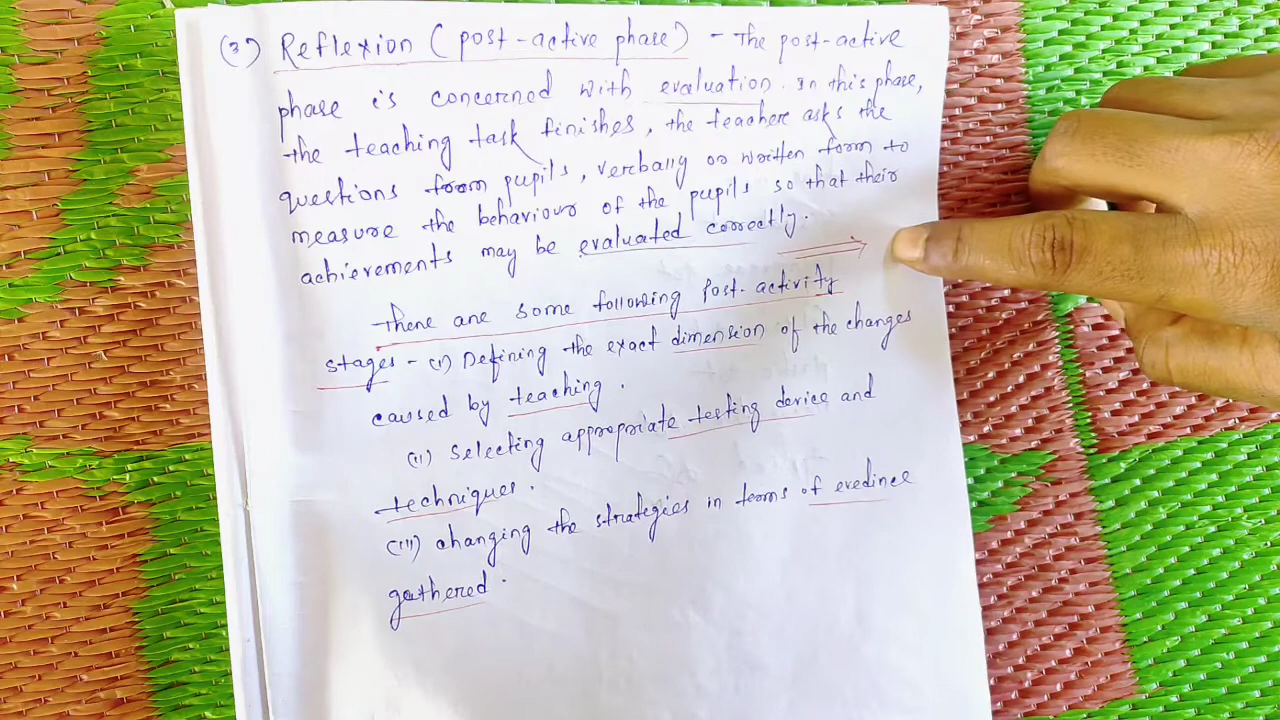 (3) Reflexion (post-active phase) - The post-active
phase is concerned with evaluation. In this phase,
the teaching task finishes, the teacher asks the
questions from pupils, verbally or written form to
measure the behaviour of the pupils so that their
achievements may be evaluated correctly.
There are some following post-activity
stages - (i) Defining the exact dimension of the changes
caused by teaching.
(ii) Selecting appropriate testing device and
techniques.
(iii) changing the strategies in terms of evedince
gathered.